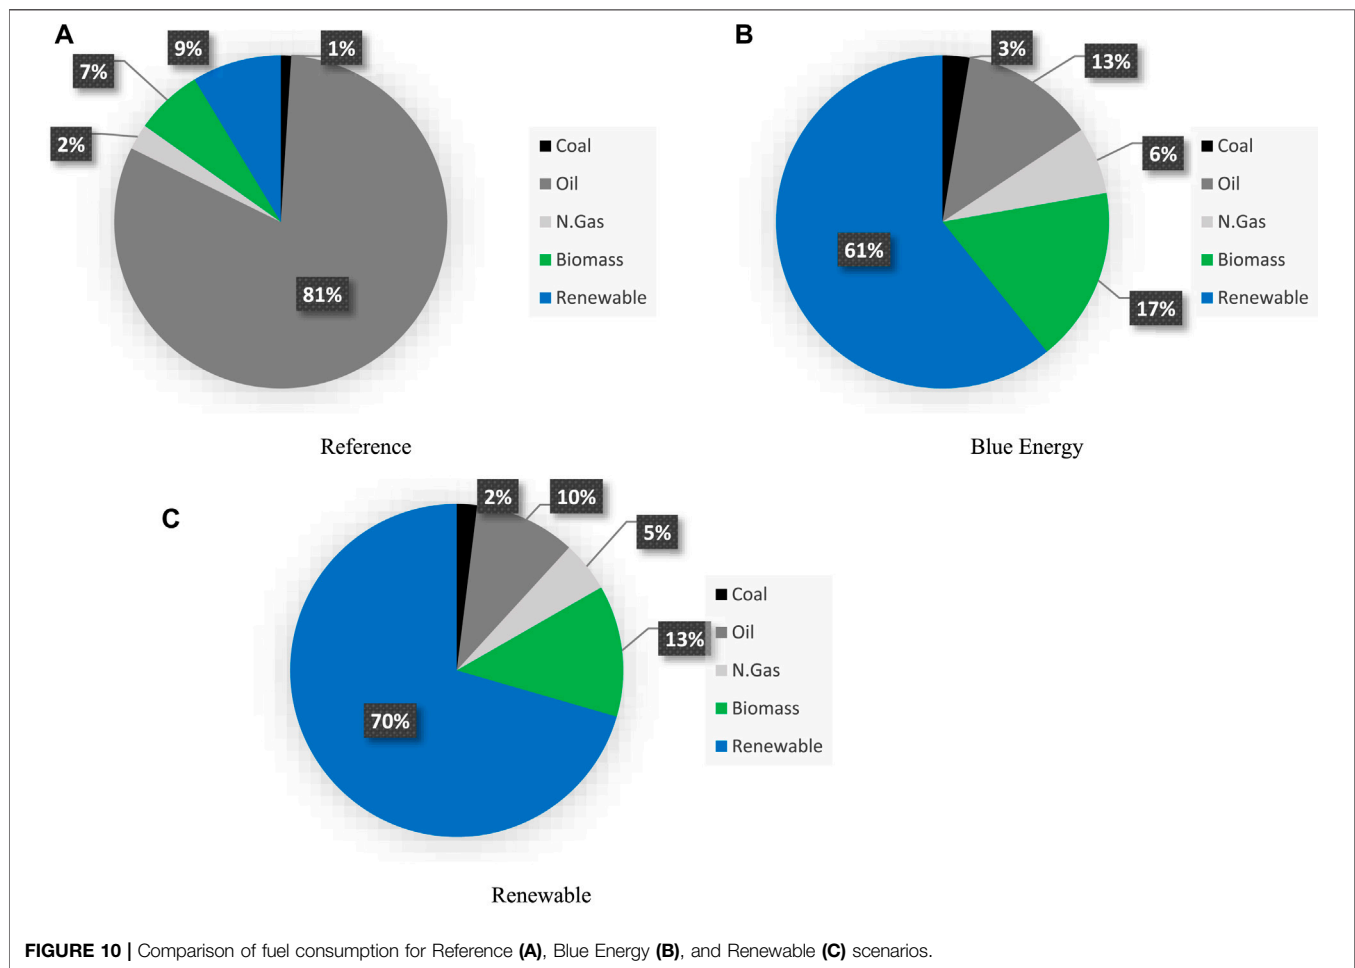 A
9%
1%
7%
2%
81%
Coal
Oil
N.Gas
Biomass
Renewable
Reference
B
3%
13%
6%
61%
17%
Coal
Oil
N.Gas
Biomass
Renewable
Blue Energy
C
2%
10%
5%
13%
70%
Coal
Oil
N.Gas
Biomass
Renewable
Renewable
FIGURE 10 | Comparison of fuel consumption for Reference (A), Blue Energy (B), and Renewable (C) scenarios.